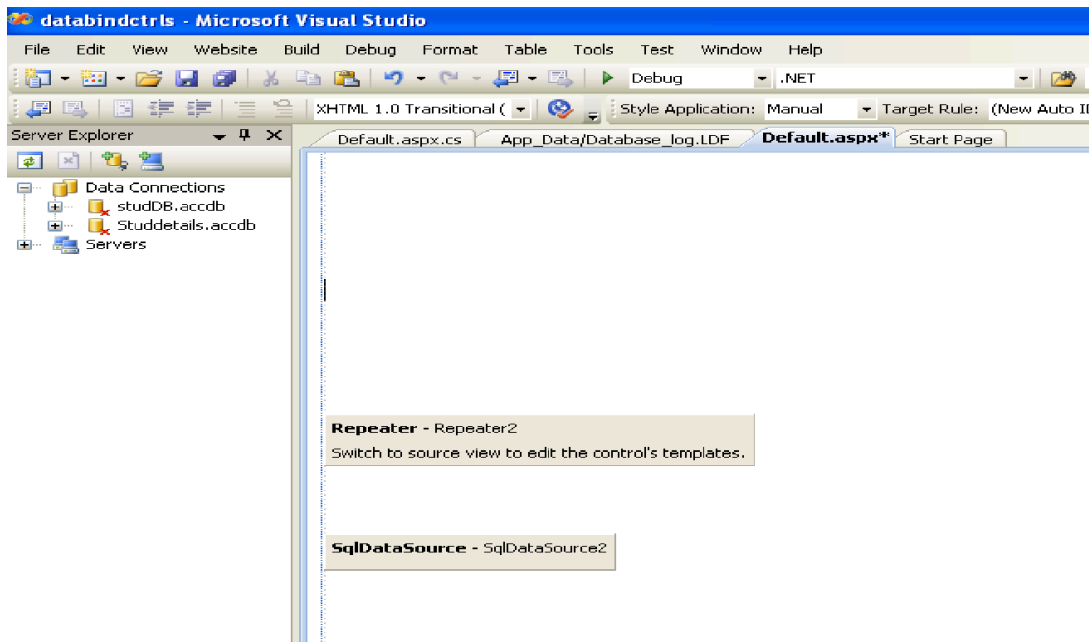 databindctrls - Microsoft Visual Studio
File Edit View Website Build Debug Format Table Tools Test Window Help
Debug .NET
XHTML 1.0 Transitional ( Style Application: Manual Target Rule: (New Auto
Server Explorer
Default.aspx.cs App_Data/Database_log.LDF Default.aspx* Start Page
Data Connections
studDB.accdb
Studdetails.accdb
Servers
Repeater - Repeater2
Switch to source view to edit the control's templates.
SqlDataSource - SqlDataSource2